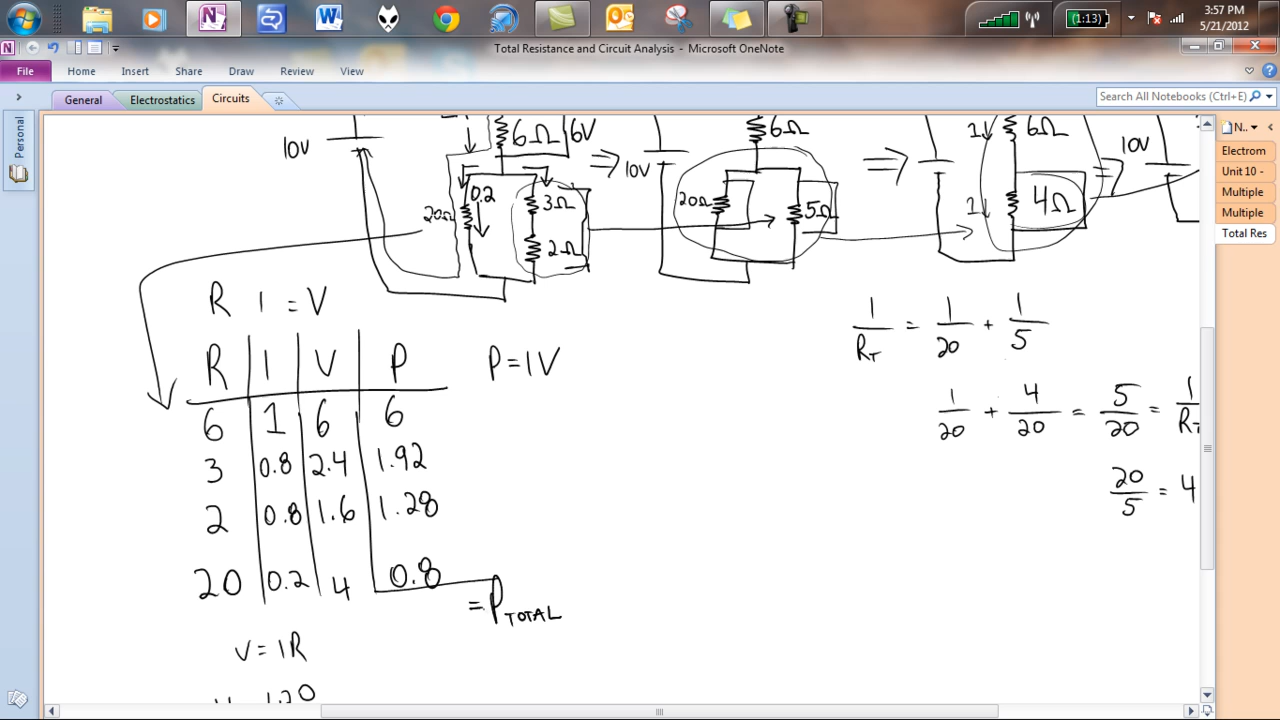 3:57 PM
(1:13)
5/21/2012
Total Resistance and Circuit Analysis - Microsoft OneNote
File Home Insert Share Draw Review View
General Electrostatics Circuits
Search All Notebooks (Ctrl+E)
Personal
N..
Electrom
Unit 10 -
Multiple
Multiple
Total Res
10V
6Ω 6V
0.2
20Ω
3Ω
2Ω
⇒
10V
6Ω
20Ω
5Ω
⇒
1
6Ω
1
4Ω
⇒
10V
R I = V
R I V P
P = IV
6 1 6 6
3 0.8 2.4 1.92
2 0.8 1.6 1.28
20 0.2 4 0.8
= P TOTAL
V = IR
1/R_T = 1/20 + 1/5
1/20 + 4/20 = 5/20 = 1/R_T
20/5 = 4